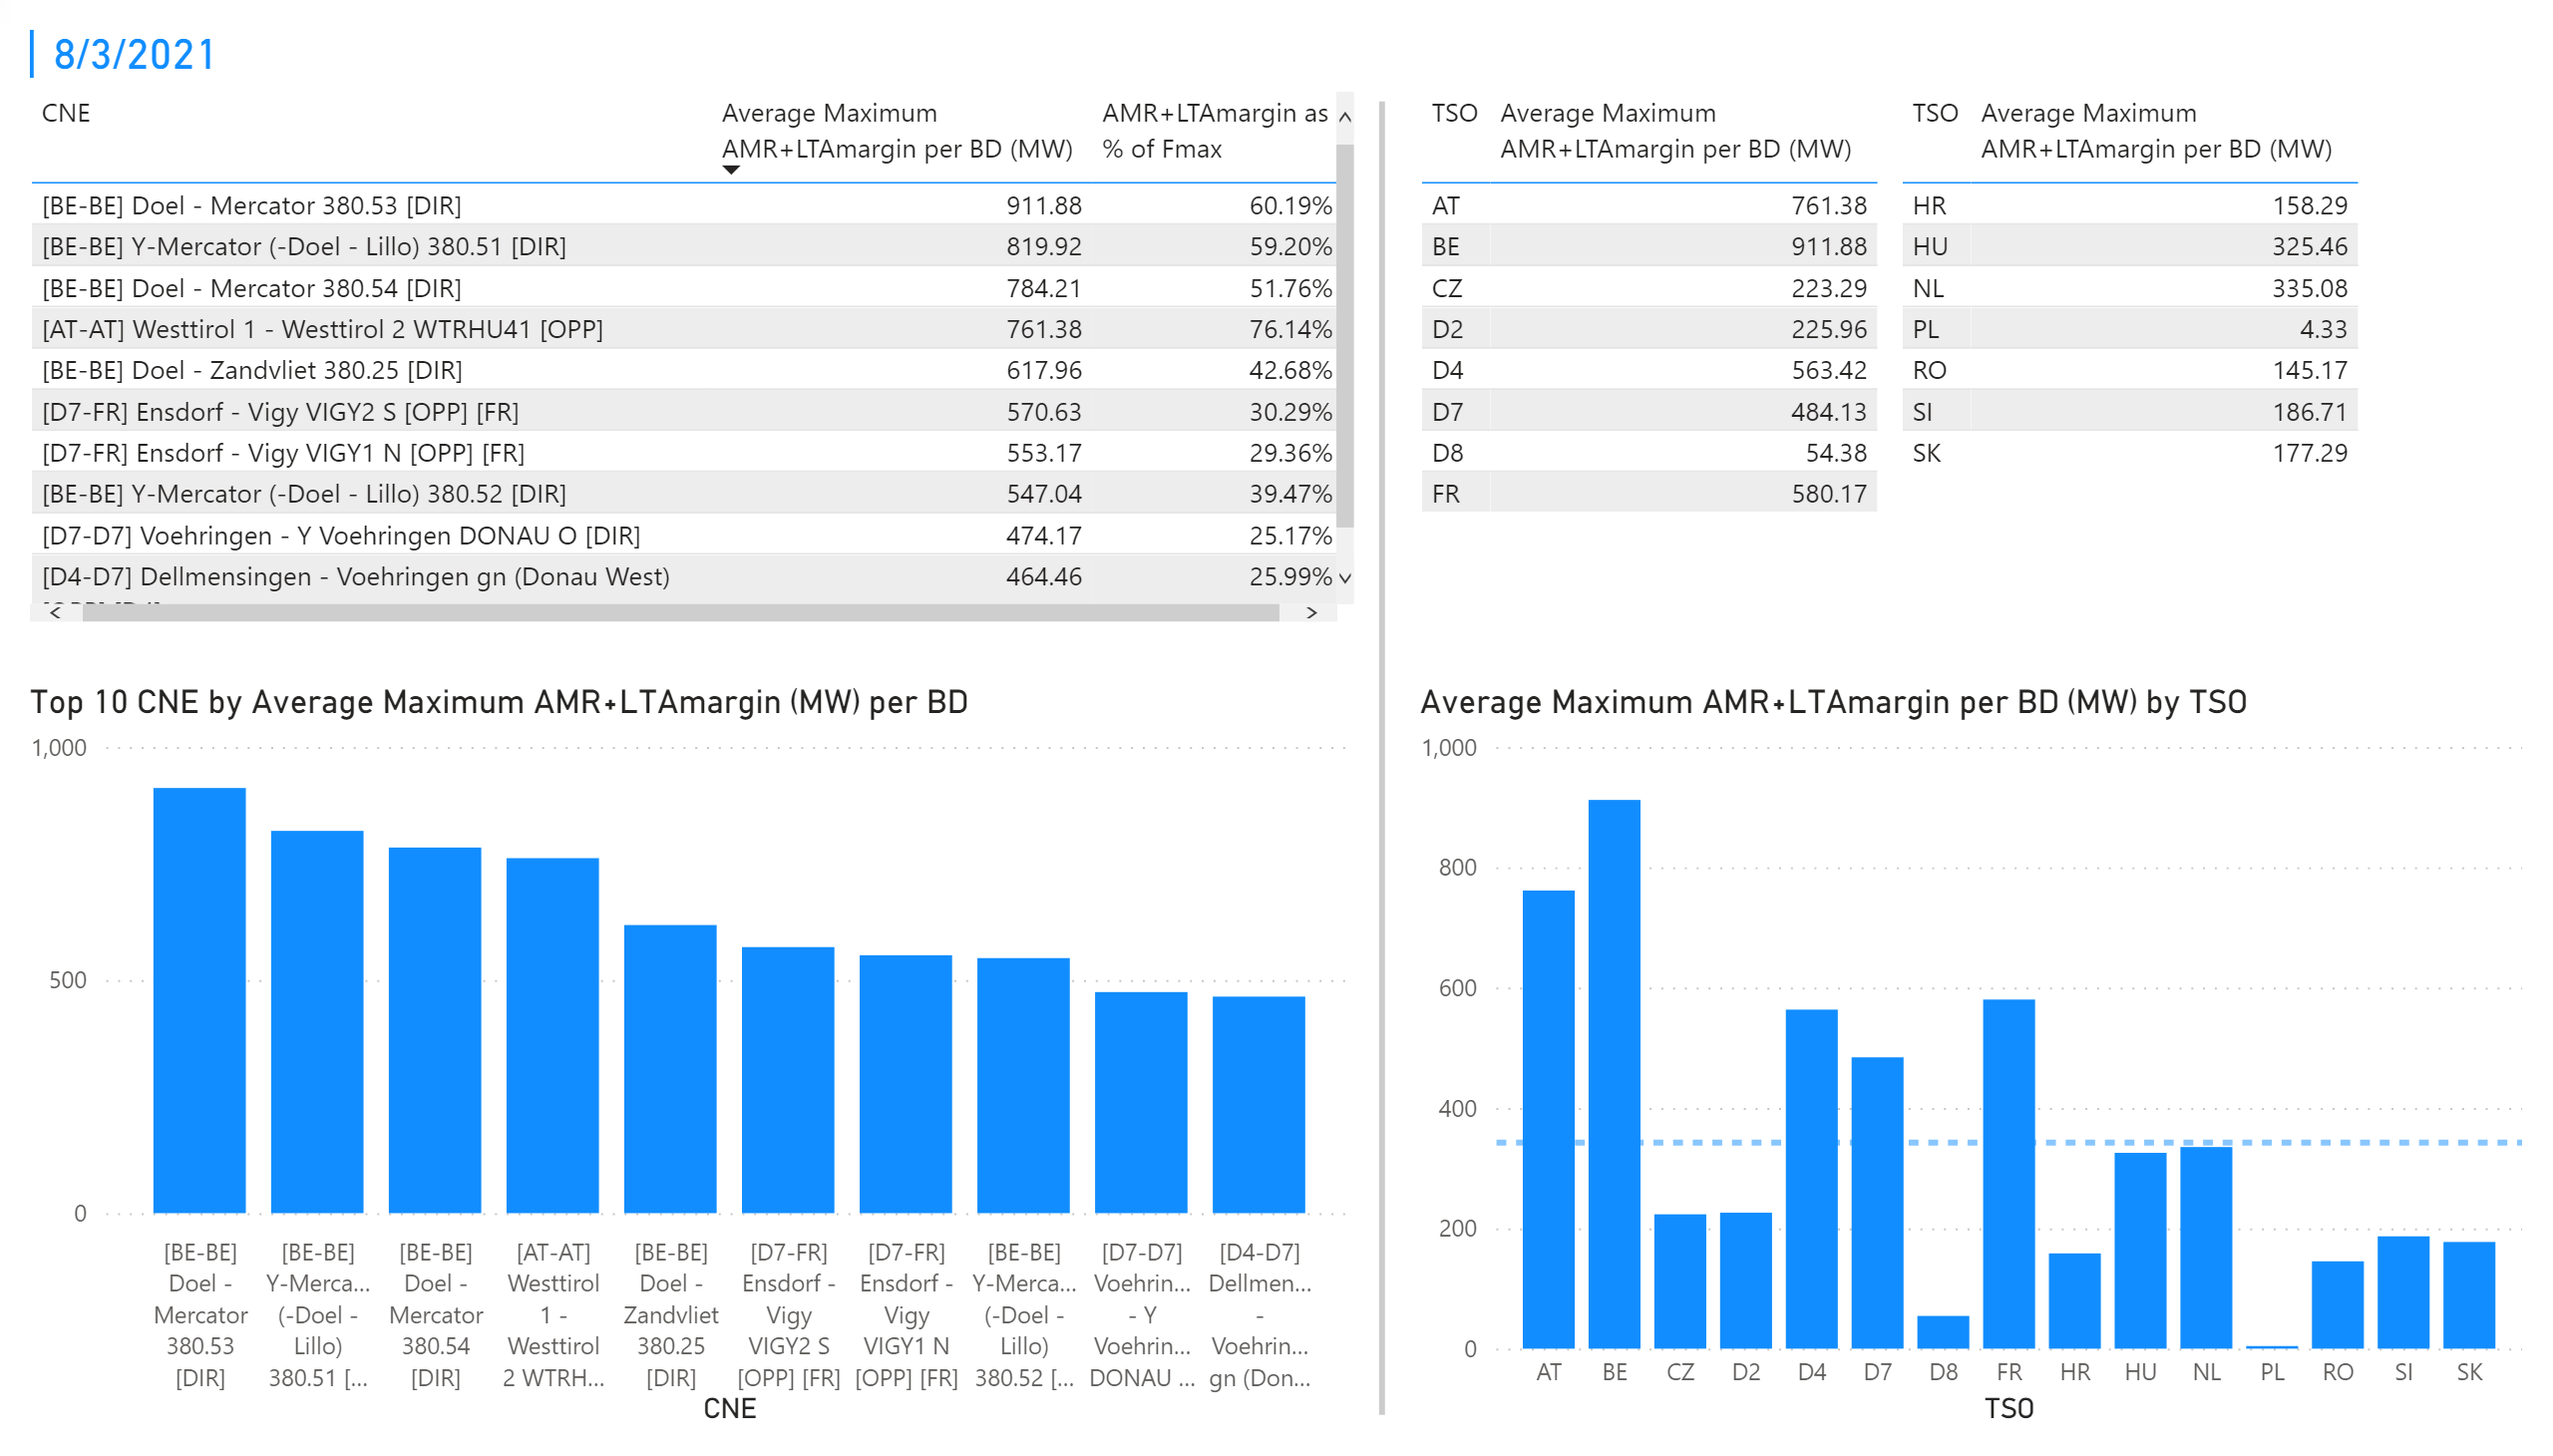 8/3/2021
CNE Average Maximum AMR+LTAmargin as
AMR+LTAmargin per BD (MW) % of Fmax
[BE-BE] Doel - Mercator 380.53 [DIR] 911.88 60.19%
[BE-BE] Y-Mercator (-Doel - Lillo) 380.51 [DIR] 819.92 59.20%
[BE-BE] Doel - Mercator 380.54 [DIR] 784.21 51.76%
[AT-AT] Westtirol 1 - Westtirol 2 WTRHU41 [OPP] 761.38 76.14%
[BE-BE] Doel - Zandvliet 380.25 [DIR] 617.96 42.68%
[D7-FR] Ensdorf - Vigy VIGY2 S [OPP] [FR] 570.63 30.29%
[D7-FR] Ensdorf - Vigy VIGY1 N [OPP] [FR] 553.17 29.36%
[BE-BE] Y-Mercator (-Doel - Lillo) 380.52 [DIR] 547.04 39.47%
[D7-D7] Voehringen - Y Voehringen DONAU O [DIR] 474.17 25.17%
[D4-D7] Dellmensingen - Voehringen gn (Donau West) 464.46 25.99%
TSO Average Maximum
AMR+LTAmargin per BD (MW)
AT 761.38
BE 911.88
CZ 223.29
D2 225.96
D4 563.42
D7 484.13
D8 54.38
FR 580.17
TSO Average Maximum
AMR+LTAmargin per BD (MW)
HR 158.29
HU 325.46
NL 335.08
PL 4.33
RO 145.17
SI 186.71
SK 177.29
Top 10 CNE by Average Maximum AMR+LTAmargin (MW) per BD
1,000
500
0
[BE-BE] Doel - Mercator 380.53 [DIR]
[BE-BE] Y-Merca... (-Doel - Lillo) 380.51 [...
[BE-BE] Doel - Mercator 380.54 [DIR]
[AT-AT] Westtirol 1 - Westtirol 2 WTRH...
[BE-BE] Doel - Zandvliet 380.25 [DIR]
[D7-FR] Ensdorf - Vigy VIGY2 S [OPP] [FR]
[D7-FR] Ensdorf - Vigy VIGY1 N [OPP] [FR]
[BE-BE] Y-Merca... (-Doel - Lillo) 380.52 [...
[D7-D7] Voehrin... - Y Voehrin... DONAU ...
[D4-D7] Dellmen... - Voehrin... gn (Don...
CNE
Average Maximum AMR+LTAmargin per BD (MW) by TSO
1,000
800
600
400
200
0
AT BE CZ D2 D4 D7 D8 FR HR HU NL PL RO SI SK
TSO